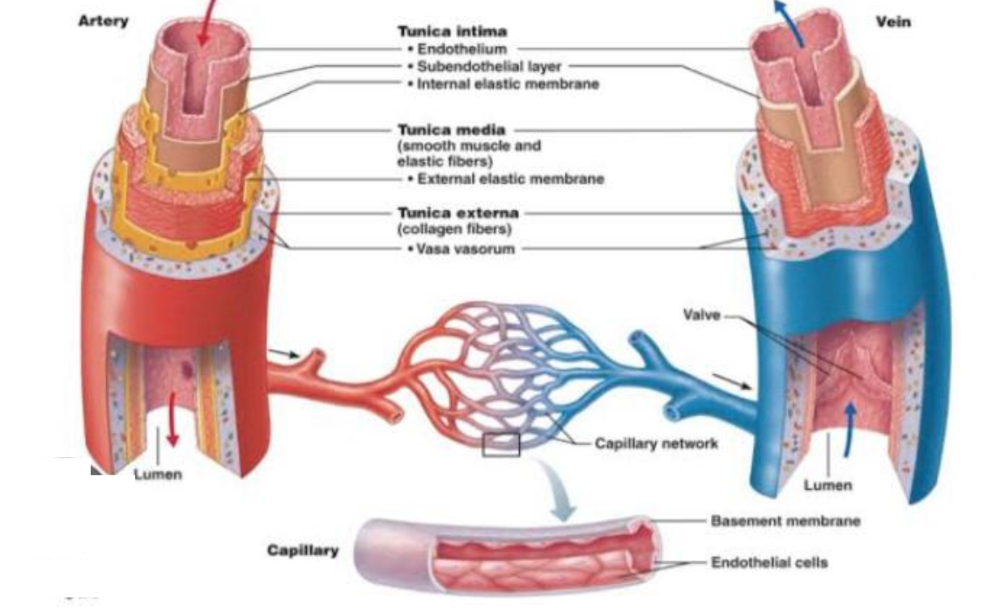 Artery
Vein
Tunica intima
• Endothelium
• Subendothelial layer
• Internal elastic membrane
Tunica media
(smooth muscle and
elastic fibers)
• External elastic membrane
Tunica externa
(collagen fibers)
• Vasa vasorum
Valve
Capillary network
Lumen
Lumen
Basement membrane
Capillary
Endothelial cells